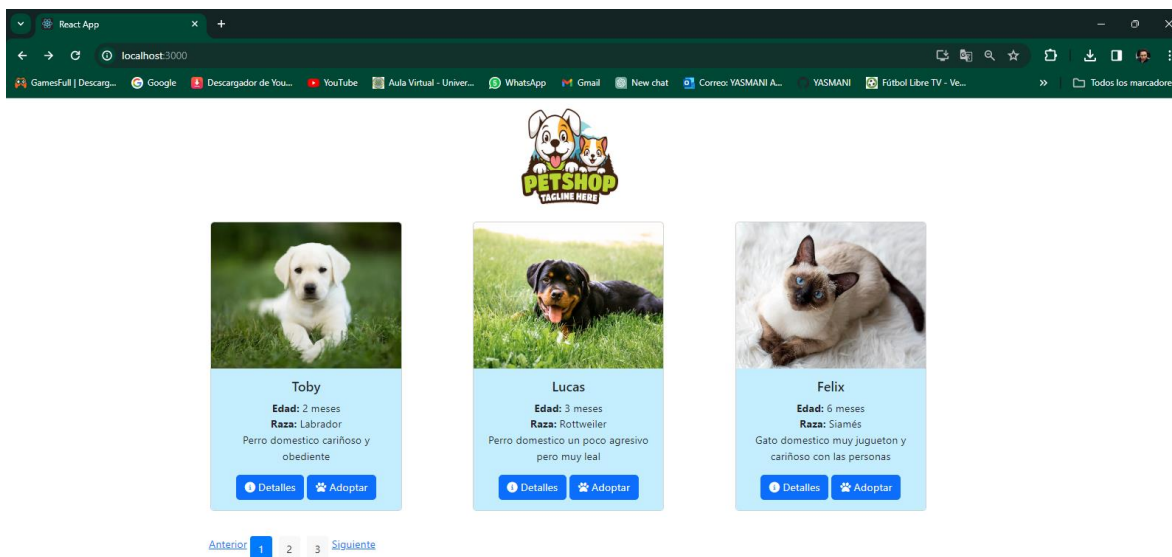 React App
localhost:3000
GamesFull | Descarg... Google Descargador de You... YouTube Aula Virtual - Univer... WhatsApp Gmail New chat Correo: YASMANI A... YASMANI Fútbol Libre TV - Ve... » Todos los marcadores
PETSHOP
TAGLINE HERE
Toby
Edad: 2 meses
Raza: Labrador
Perro domestico cariñoso y
obediente
Detalles Adoptar
Lucas
Edad: 3 meses
Raza: Rottweiler
Perro domestico un poco agresivo
pero muy leal
Detalles Adoptar
Felix
Edad: 6 meses
Raza: Siamés
Gato domestico muy jugueton y
cariñoso con las personas
Detalles Adoptar
Anterior 1 2 3 Siguiente